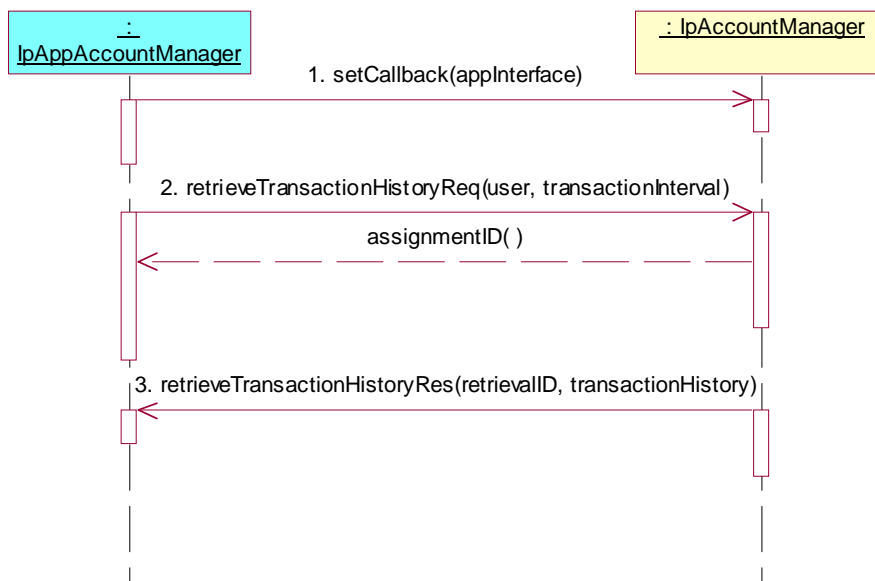 :
IpAppAccountManager
: IpAccountManager
1. setCallback(appInterface)
2. retrieveTransactionHistoryReq(user, transactionInterval)
assignmentID( )
3. retrieveTransactionHistoryRes(retrievalID, transactionHistory)